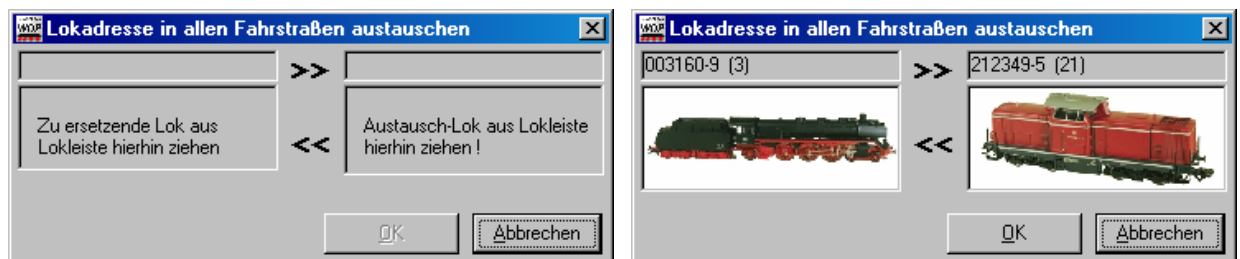 Lokadresse in allen Fahrstraßen austauschen
>>
Zu ersetzende Lok aus
Lokleiste hierhin ziehen
<<
Austausch-Lok aus Lokleiste
hierhin ziehen !
OK
Abbrechen
Lokadresse in allen Fahrstraßen austauschen
003160-9 (3)
>>
212349-5 (21)
<<
OK
Abbrechen